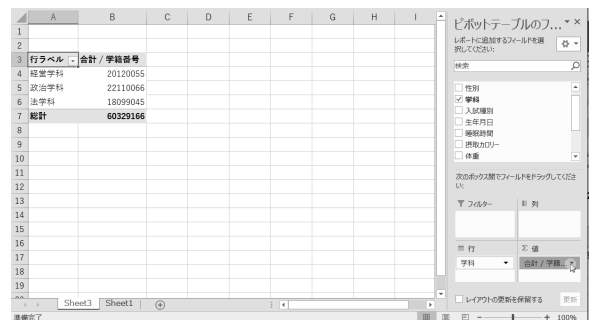 A B C D E F G H I
1
2
3 行ラベル 合計 / 学籍番号
4 経営学科 20120055
5 政治学科 22110066
6 法学科 18099045
7 総計 60329166
8
9
10
11
12
13
14
15
16
17
18
19
Sheet3 Sheet1
準備完了
100%
ピボットテーブルのフ...
レポートに追加するフィールドを選択してください:
検索
性別
学科
入試種別
生年月日
睡眠時間
摂取カロリー
体重
次のボックス間でフィールドをドラッグしてください:
フィルター 列
行 Σ 値
学科 合計 / 学籍...
レイアウトの更新を保留する 更新